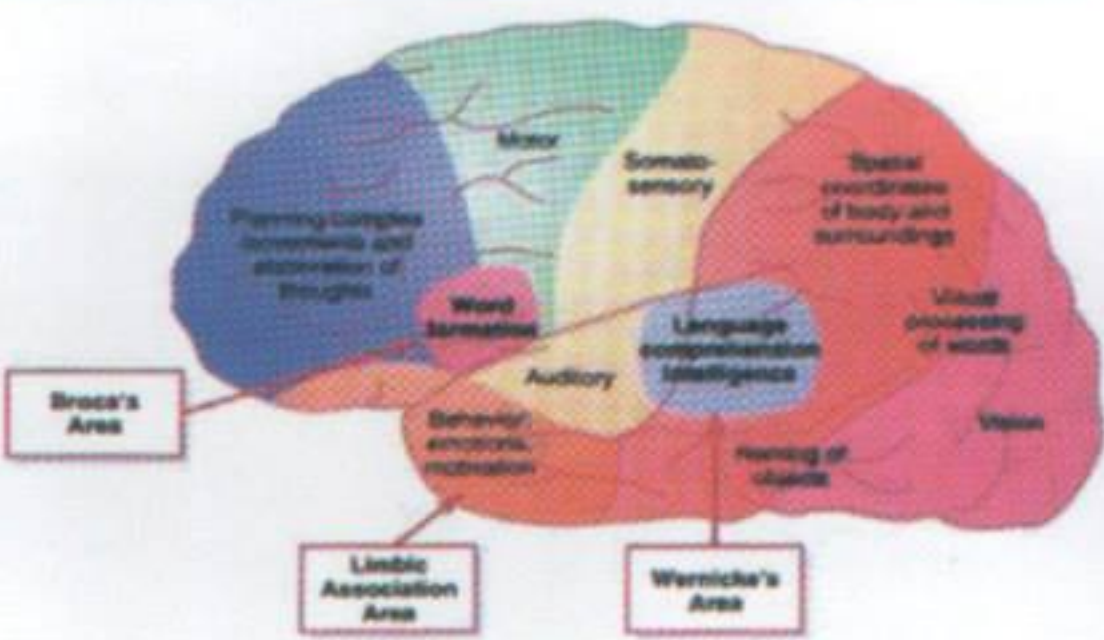 Motor
Somato-
sensory
Spatial
coordinates
of body and
surroundings
Planning complex
movements and
elaboration of
thoughts
Word
formation
Language
comprehension
intelligence
Visual
processing
of words
Auditory
Vision
Broca's
Area
Behavior,
emotions,
motivation
Naming of
objects
Limbic
Association
Area
Wernicke's
Area